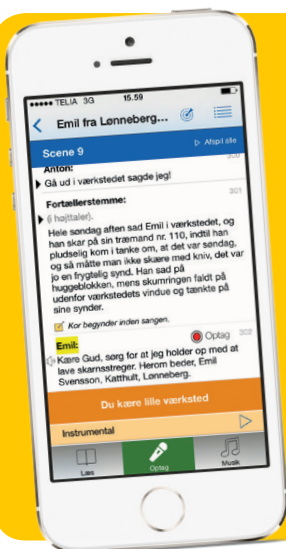 TELIA 3G 15.59
Emil fra Lønneberg...
Scene 9 Afspil alle
Anton: 300
Gå ud i værkstedet sagde jeg!
Fortællerstemme: 301
(i højttaler).
Hele søndag aften sad Emil i værkstedet, og
han skar på sin træmand nr. 110, indtil han
pludselig kom i tanke om, at det var søndag,
og så måtte man ikke skære med kniv, det var
jo en frygtelig synd. Han sad på
huggeblokken, mens skumringen faldt på
udenfor værkstedets vindue og tænkte på
sine synder.
Kor begynder inden sangen.
Emil: Optag 302
Kære Gud, sørg for at jeg holder op med at
lave skarnsstreger. Herom beder, Emil
Svensson, Katthult, Lønneberg.
Du kære lille værksted
Instrumental
Læs Optag Musik